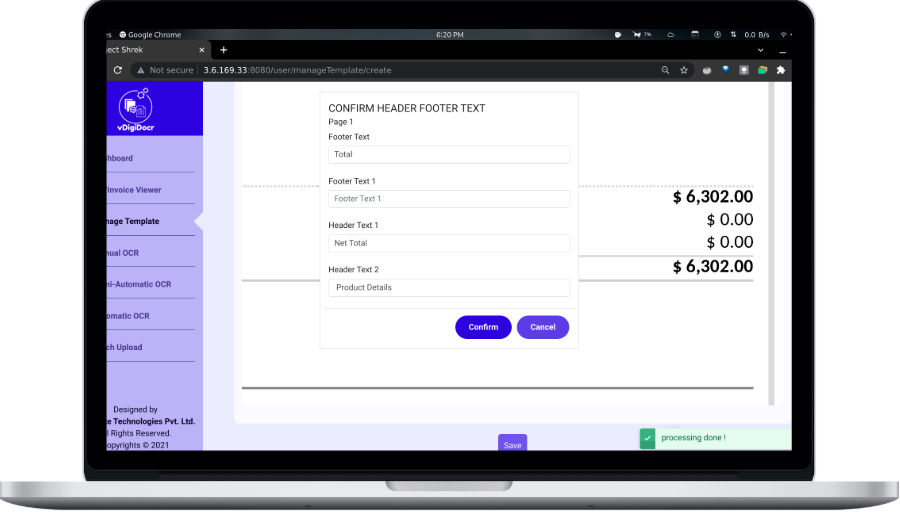 es Google Chrome 6:20 PM 7% 0.0 B/s
ject Shrek
Not secure 3.6.169.33:8080/user/manageTemplate/create
vDigiDocr
hboard
Invoice Viewer
nage Template
nual OCR
ni-Automatic OCR
omatic OCR
ch Upload
Designed by
e Technologies Pvt. Ltd.
l Rights Reserved.
opyrights © 2021
CONFIRM HEADER FOOTER TEXT
Page 1
Footer Text
Total
Footer Text 1
Footer Text 1
Header Text 1
Net Total
Header Text 2
Product Details
Confirm Cancel
$ 6,302.00
$ 0.00
$ 0.00
$ 6,302.00
Save
processing done !